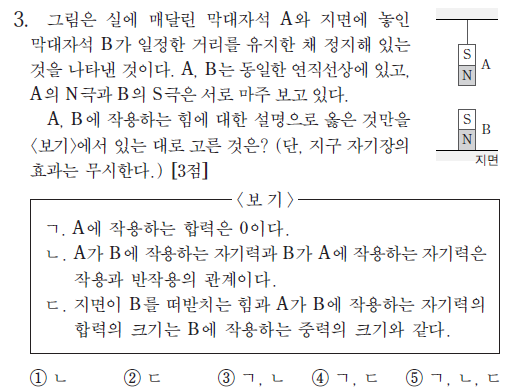 3. 그림은 실에 매달린 막대자석 A와 지면에 놓인
막대자석 B가 일정한 거리를 유지한 채 정지해 있는
것을 나타낸 것이다. A, B는 동일한 연직선상에 있고,
A의 N극과 B의 S극은 서로 마주 보고 있다.
A, B에 작용하는 힘에 대한 설명으로 옳은 것만을
<보기>에서 있는 대로 고른 것은? (단, 지구 자기장의
효과는 무시한다.) [3점]
S
N
A
S
N
B
지면
<보 기>
ㄱ. A에 작용하는 합력은 0이다.
ㄴ. A가 B에 작용하는 자기력과 B가 A에 작용하는 자기력은
작용과 반작용의 관계이다.
ㄷ. 지면이 B를 떠받치는 힘과 A가 B에 작용하는 자기력의
합력의 크기는 B에 작용하는 중력의 크기와 같다.
① ㄴ ② ㄷ ③ ㄱ, ㄴ ④ ㄱ, ㄷ ⑤ ㄱ, ㄴ, ㄷ